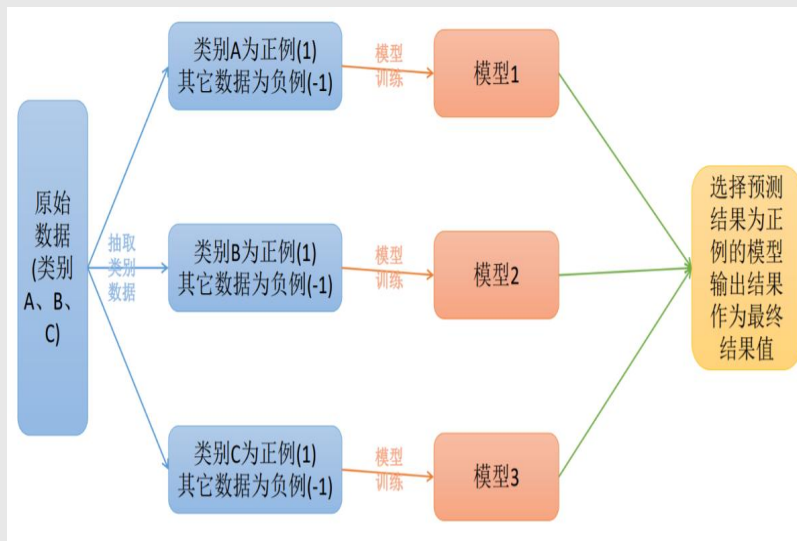 原始
数据
(类别
A、B、
C)
抽取
类别
数据
类别A为正例(1)
其它数据为负例(-1)
模型
训练
模型1
类别B为正例(1)
其它数据为负例(-1)
模型
训练
模型2
类别C为正例(1)
其它数据为负例(-1)
模型
训练
模型3
选择预测
结果为正
例的模型
输出结果
作为最终
结果值